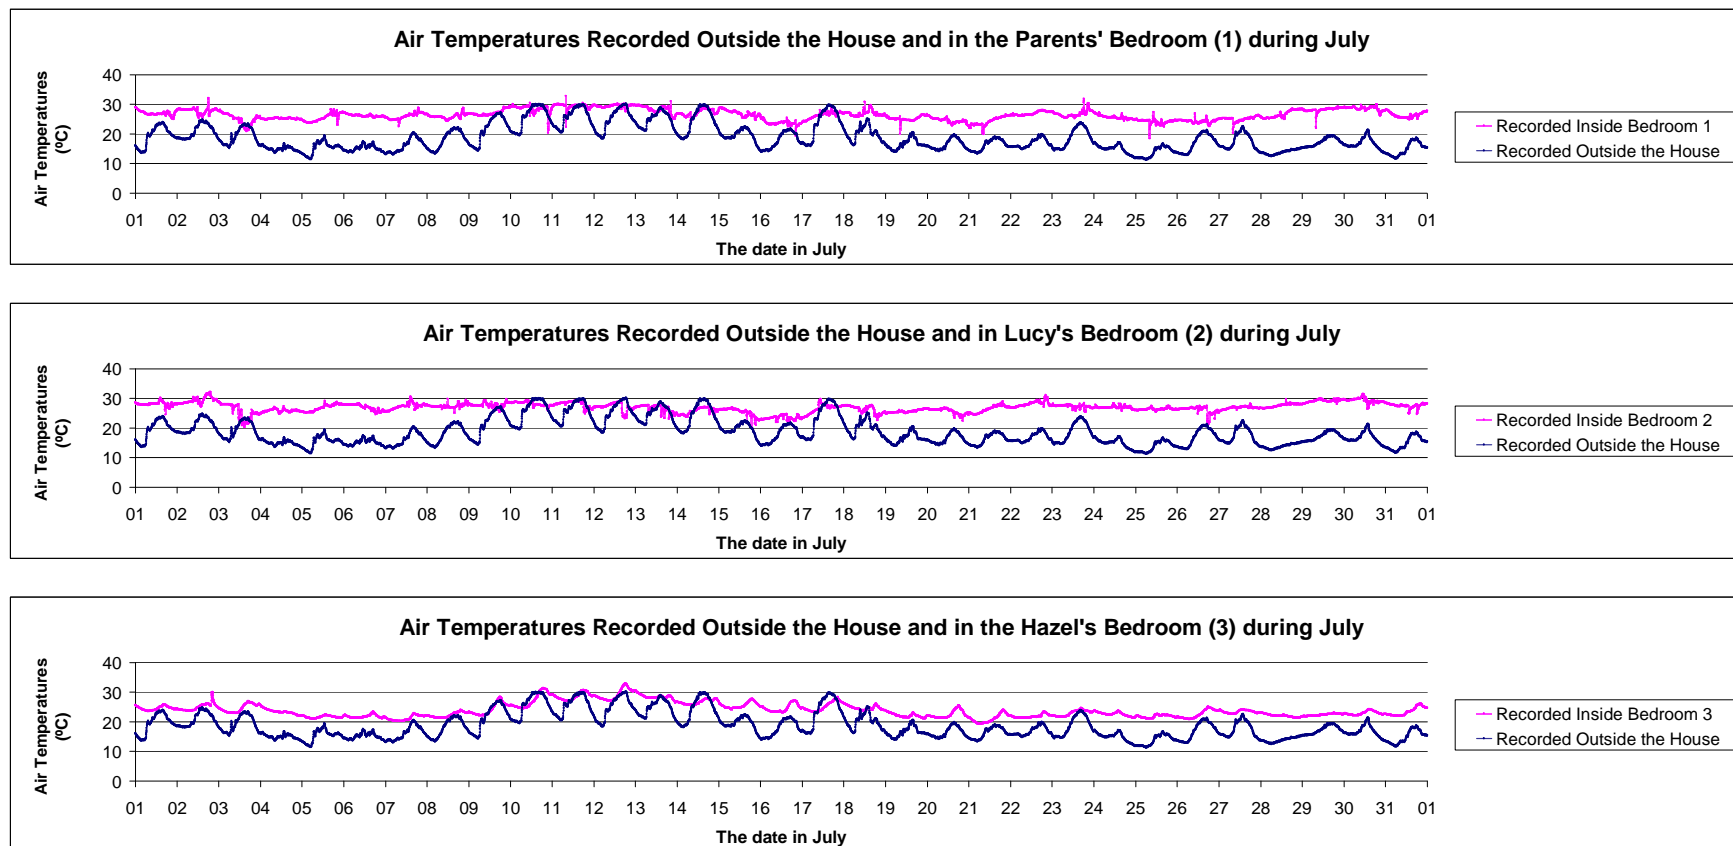 Air Temperatures Recorded Outside the House and in the Parents' Bedroom (1) during July
Air Temperatures
(ºC)
40
30
20
10
0
01 02 03 04 05 06 07 08 09 10 11 12 13 14 15 16 17 18 19 20 21 22 23 24 25 26 27 28 29 30 31 01
The date in July
Recorded Inside Bedroom 1
Recorded Outside the House
Air Temperatures Recorded Outside the House and in Lucy's Bedroom (2) during July
Air Temperatures
(ºC)
40
30
20
10
0
01 02 03 04 05 06 07 08 09 10 11 12 13 14 15 16 17 18 19 20 21 22 23 24 25 26 27 28 29 30 31 01
The date in July
Recorded Inside Bedroom 2
Recorded Outside the House
Air Temperatures Recorded Outside the House and in the Hazel's Bedroom (3) during July
Air Temperatures
(ºC)
40
30
20
10
0
01 02 03 04 05 06 07 08 09 10 11 12 13 14 15 16 17 18 19 20 21 22 23 24 25 26 27 28 29 30 31 01
The date in July
Recorded Inside Bedroom 3
Recorded Outside the House